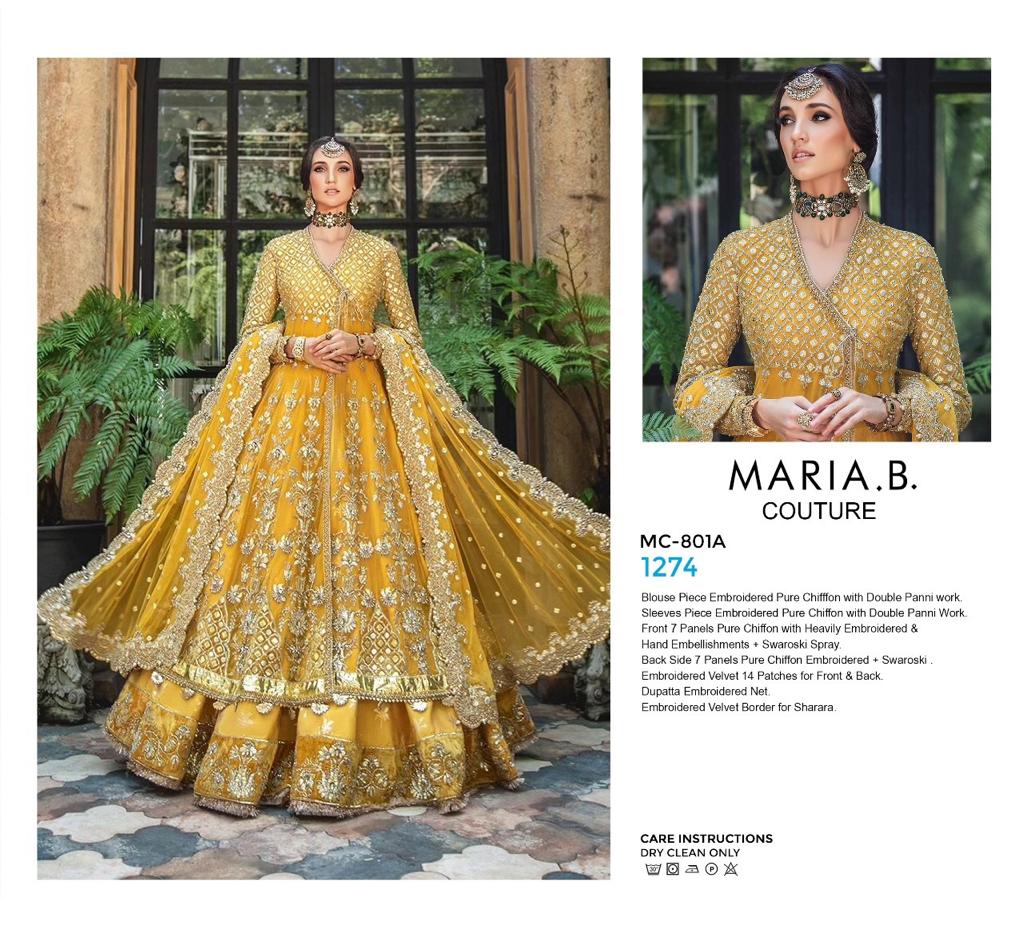 MARIA.B.
COUTURE
MC-801A
1274
Blouse Piece Embroidered Pure Chifffon with Double Panni work.
Sleeves Piece Embroidered Pure Chiffon with Double Panni Work.
Front 7 Panels Pure Chiffon with Heavily Embroidered &
Hand Embellishments + Swaroski Spray.
Back Side 7 Panels Pure Chiffon Embroidered + Swaroski .
Embroidered Velvet 14 Patches for Front & Back.
Dupatta Embroidered Net.
Embroidered Velvet Border for Sharara.
CARE INSTRUCTIONS
DRY CLEAN ONLY
30° P